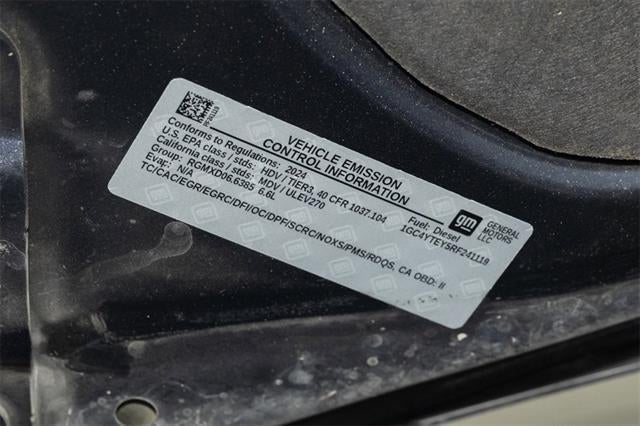 RF241119
VEHICLE EMISSION
CONTROL INFORMATION
Conforms to Regulations: 2024
U.S. EPA class / stds: HDV / TIER3, 40 CFR 1037.104
California class / stds: MDV / ULEV270
Group: RGMXD06.6385 6.6L
Evap: N/A
TC/CAC/EGR/EGRC/DFI/OC/DPF/SCRC/NOXS/PMS/RDQS, CA OBD: II
Fuel: Diesel
1GC4YTEY5RF241119
gm
GENERAL
MOTORS
LLC.